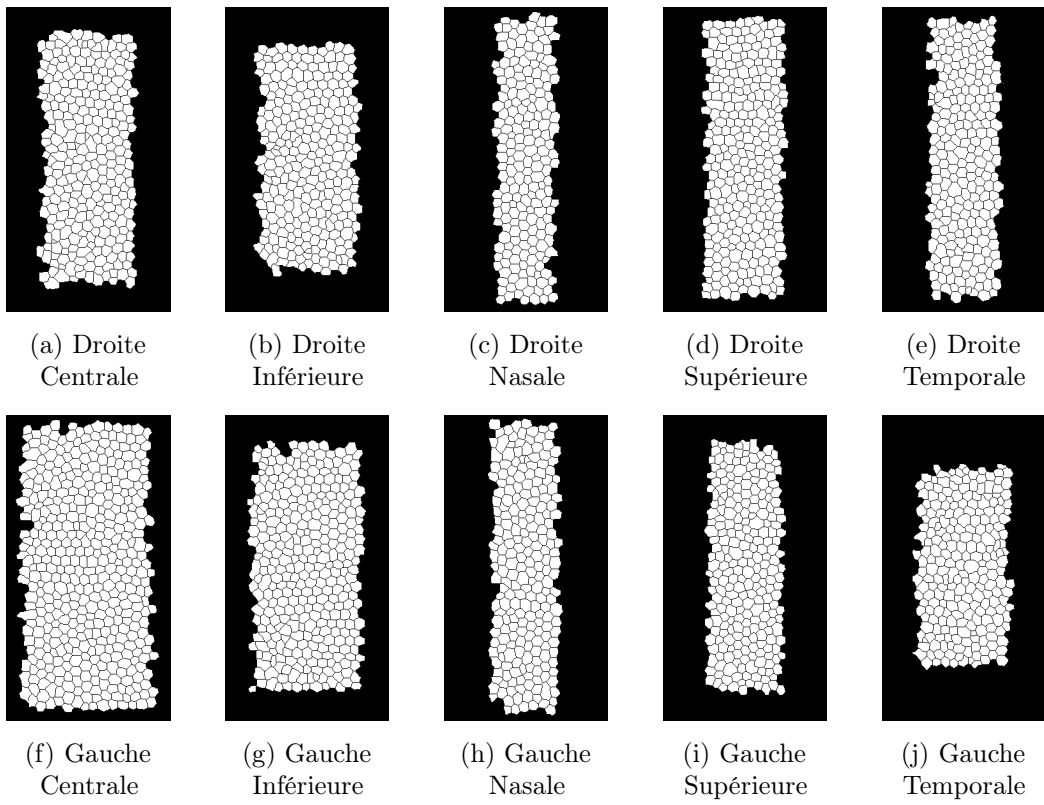 (a) Droite
Centrale
(b) Droite
Inférieure
(c) Droite
Nasale
(d) Droite
Supérieure
(e) Droite
Temporale
(f) Gauche
Centrale
(g) Gauche
Inférieure
(h) Gauche
Nasale
(i) Gauche
Supérieure
(j) Gauche
Temporale